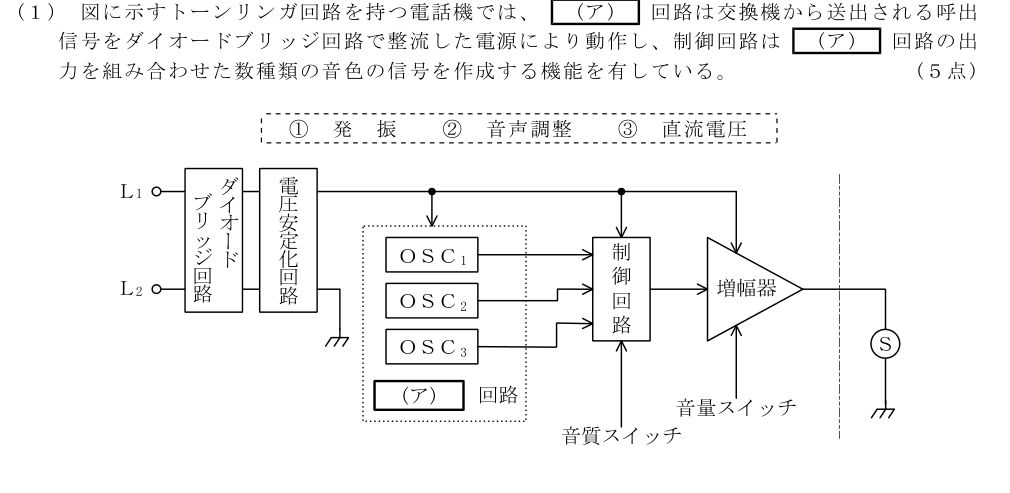 （１） 図に示すトーンリンガ回路を持つ電話機では、 （ア） 回路は交換機から送出される呼出
信号をダイオードブリッジ回路で整流した電源により動作し、制御回路は （ア） 回路の出
力を組み合わせた数種類の音色の信号を作成する機能を有している。 （５点）
① 発 振 ② 音声調整 ③ 直流電圧
L1
L2
ダイオード
ブリッジ回路
電圧安定化回路
OSC1
OSC2
OSC3
（ア） 回路
制御回路
増幅器
S
音量スイッチ
音質スイッチ